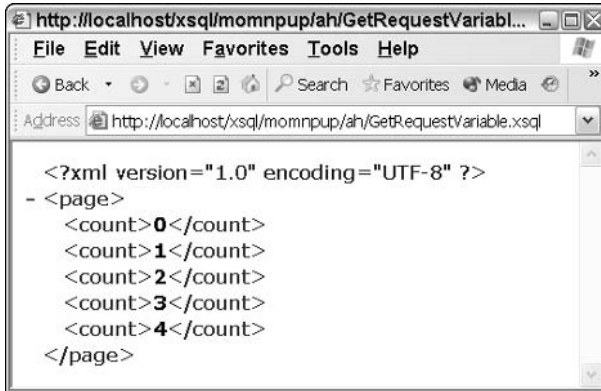 http://localhost/xsql/momnpup/ah/GetRequestVariabl...
File Edit View Favorites Tools Help
Back Search Favorites Media »
Address http://localhost/xsql/momnpup/ah/GetRequestVariable.xsql
<?xml version="1.0" encoding="UTF-8" ?>
- <page>
<count>0</count>
<count>1</count>
<count>2</count>
<count>3</count>
<count>4</count>
</page>